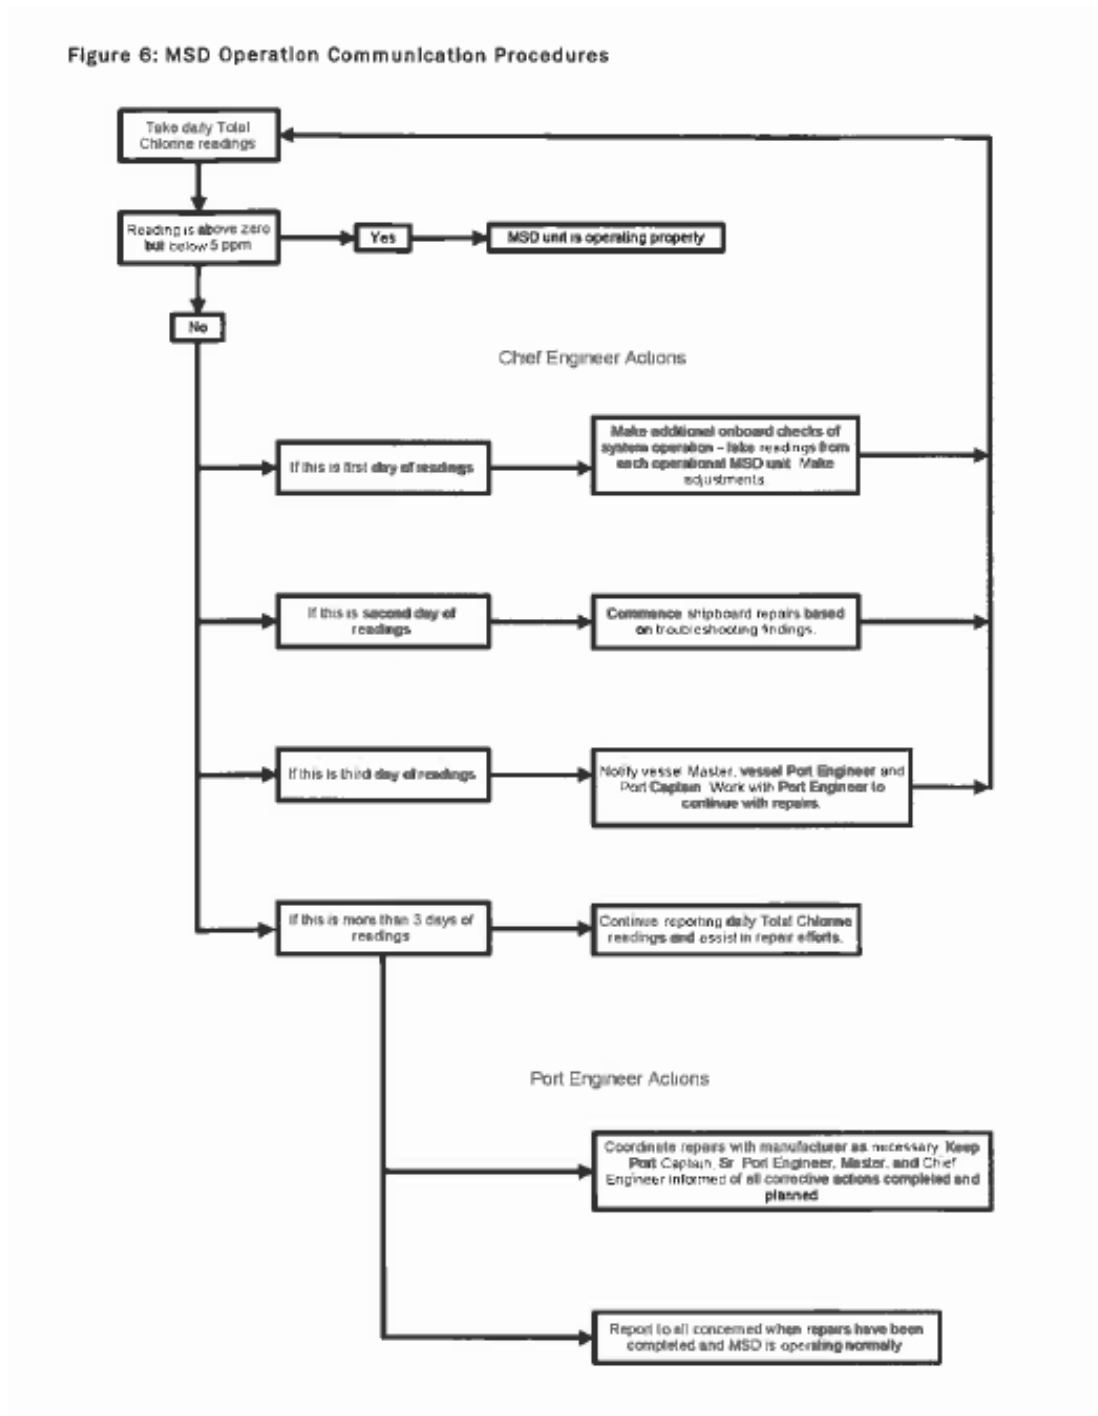 Figure 6: MSD Operation Communication Procedures
Take daily Total
Chlorine readings
Reading is above zero
but below 5 ppm
Yes
MSD unit is operating properly
No
Chief Engineer Actions
If this is first day of readings
Make additional onboard checks of
system operation – take readings from
each operational MSD unit. Make
adjustments.
If this is second day of
readings
Commence shipboard repairs based
on troubleshooting findings.
If this is third day of readings
Notify vessel Master, vessel Port Engineer and
Port Captain. Work with Port Engineer to
continue with repairs.
If this is more than 3 days of
readings
Continue reporting daily Total Chlorine
readings and assist in repair efforts.
Port Engineer Actions
Coordinate repairs with manufacturer as necessary. Keep
Port Captain, Sr. Port Engineer, Master, and Chief
Engineer informed of all corrective actions completed and
planned
Report to all concerned when repairs have been
completed and MSD is operating normally